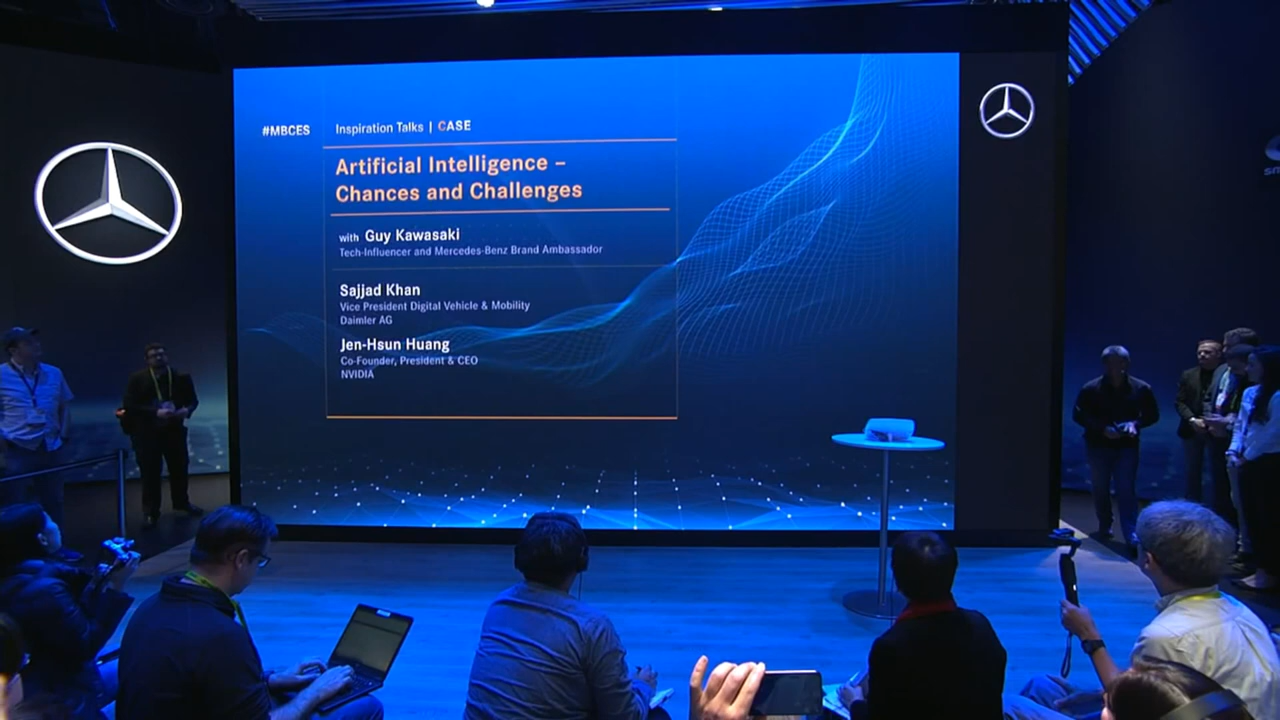 #MBCES
Inspiration Talks | CASE
Artificial Intelligence –
Chances and Challenges
with Guy Kawasaki
Tech-Influencer and Mercedes-Benz Brand Ambassador
Sajjad Khan
Vice President Digital Vehicle & Mobility
Daimler AG
Jen-Hsun Huang
Co-Founder, President & CEO
NVIDIA